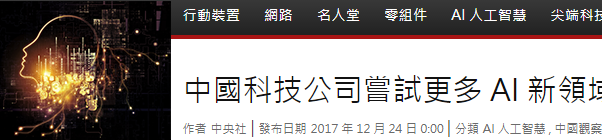 行動裝置 網路 名人堂 零組件 AI 人工智慧 尖端科技
中國科技公司嘗試更多 AI 新領域
作者 中央社 | 發布日期 2017 年 12 月 24 日 0:00 | 分類 AI 人工智慧 , 中國觀察